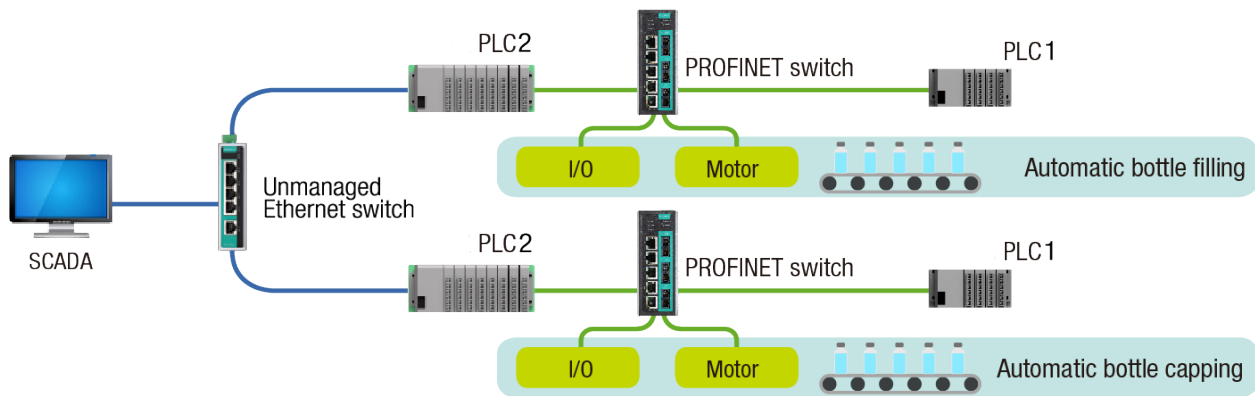 PLC2
PROFINET switch
PLC1
I/O
Motor
Automatic bottle filling
Unmanaged
Ethernet switch
SCADA
PLC2
PROFINET switch
PLC1
I/O
Motor
Automatic bottle capping